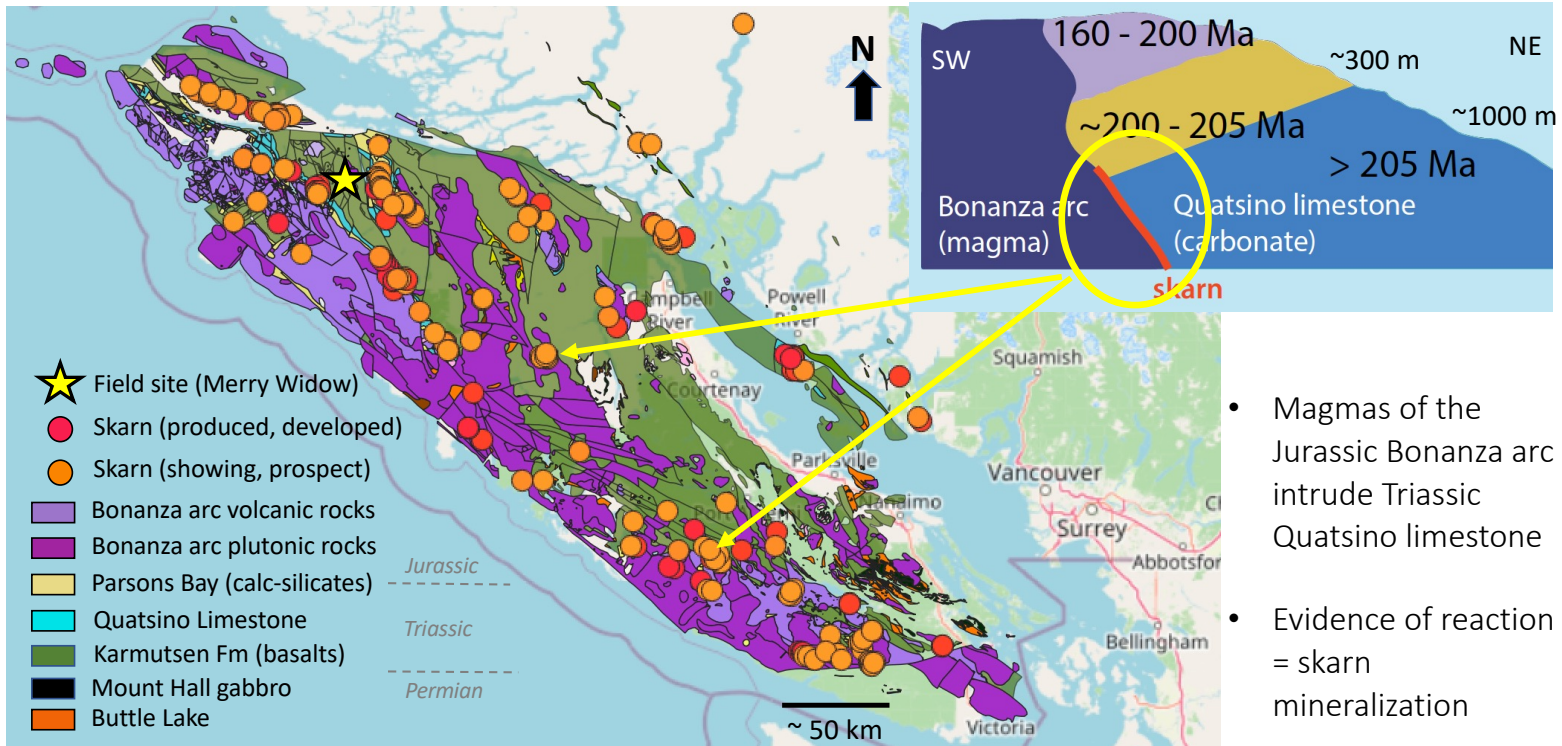 N
SW
160 - 200 Ma
NE
~300 m
~200 - 205 Ma
~1000 m
> 205 Ma
Bonanza arc
(magma)
Quatsino limestone
(carbonate)
skarn
Campbell
River
Powell
River
Squamish
Courtenay
Parksville
Vancouver
Nanaimo
Surrey
Abbotsfor
Bellingham
Victoria
~ 50 km
Field site (Merry Widow)
Skarn (produced, developed)
Skarn (showing, prospect)
Bonanza arc volcanic rocks
Bonanza arc plutonic rocks
Parsons Bay (calc-silicates)
Quatsino Limestone
Karmutsen Fm (basalts)
Mount Hall gabbro
Buttle Lake
Jurassic
Triassic
Permian
• Magmas of the
Jurassic Bonanza arc
intrude Triassic
Quatsino limestone
• Evidence of reaction
= skarn
mineralization